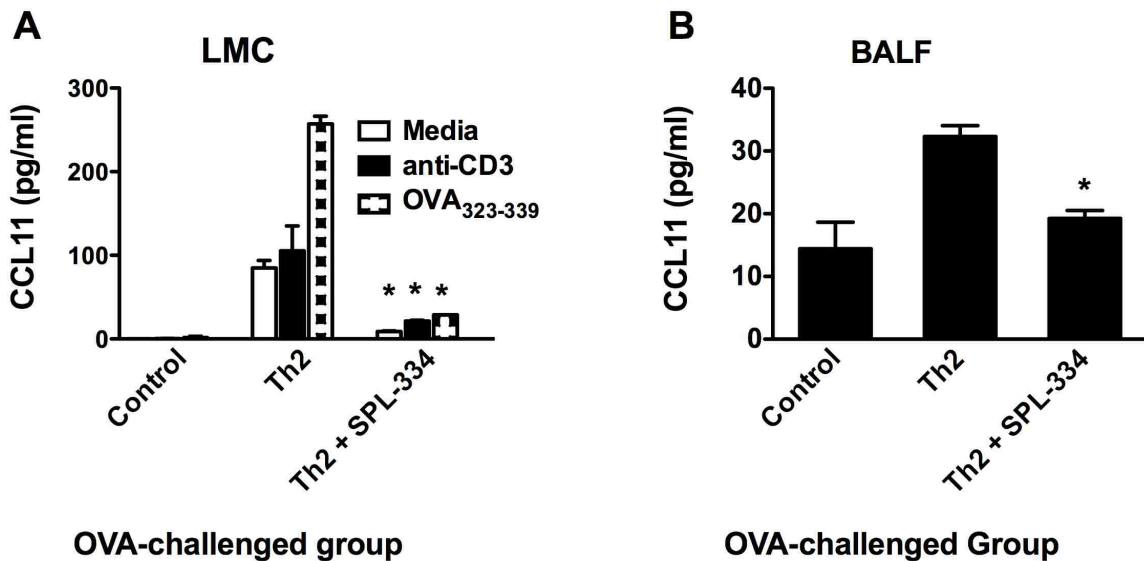 A
LMC
CCL11 (pg/ml)
300
200
100
0
Media
anti-CD3
OVA323-339
* * *
Control
Th2
Th2 + SPL-334
OVA-challenged group
B
BALF
CCL11 (pg/ml)
40
30
20
10
0
*
Control
Th2
Th2 + SPL-334
OVA-challenged Group